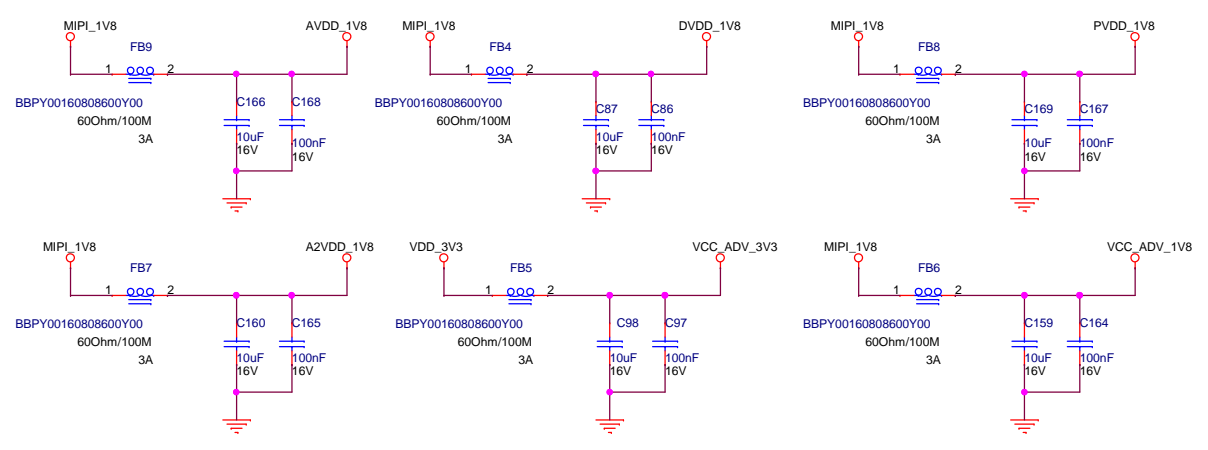 MIPI_1V8
AVDD_1V8
FB9
1
2
BBPY00160808600Y00
60Ohm/100M
3A
C166
10uF
16V
C168
100nF
16V
MIPI_1V8
DVDD_1V8
FB4
1
2
BBPY00160808600Y00
60Ohm/100M
3A
C87
10uF
16V
C86
100nF
16V
MIPI_1V8
PVDD_1V8
FB8
1
2
BBPY00160808600Y00
60Ohm/100M
3A
C169
10uF
16V
C167
100nF
16V
MIPI_1V8
A2VDD_1V8
FB7
1
2
BBPY00160808600Y00
60Ohm/100M
3A
C160
10uF
16V
C165
100nF
16V
VDD_3V3
VCC_ADV_3V3
FB5
1
2
BBPY00160808600Y00
60Ohm/100M
3A
C98
10uF
16V
C97
100nF
16V
MIPI_1V8
VCC_ADV_1V8
FB6
1
2
BBPY00160808600Y00
60Ohm/100M
3A
C159
10uF
16V
C164
100nF
16V